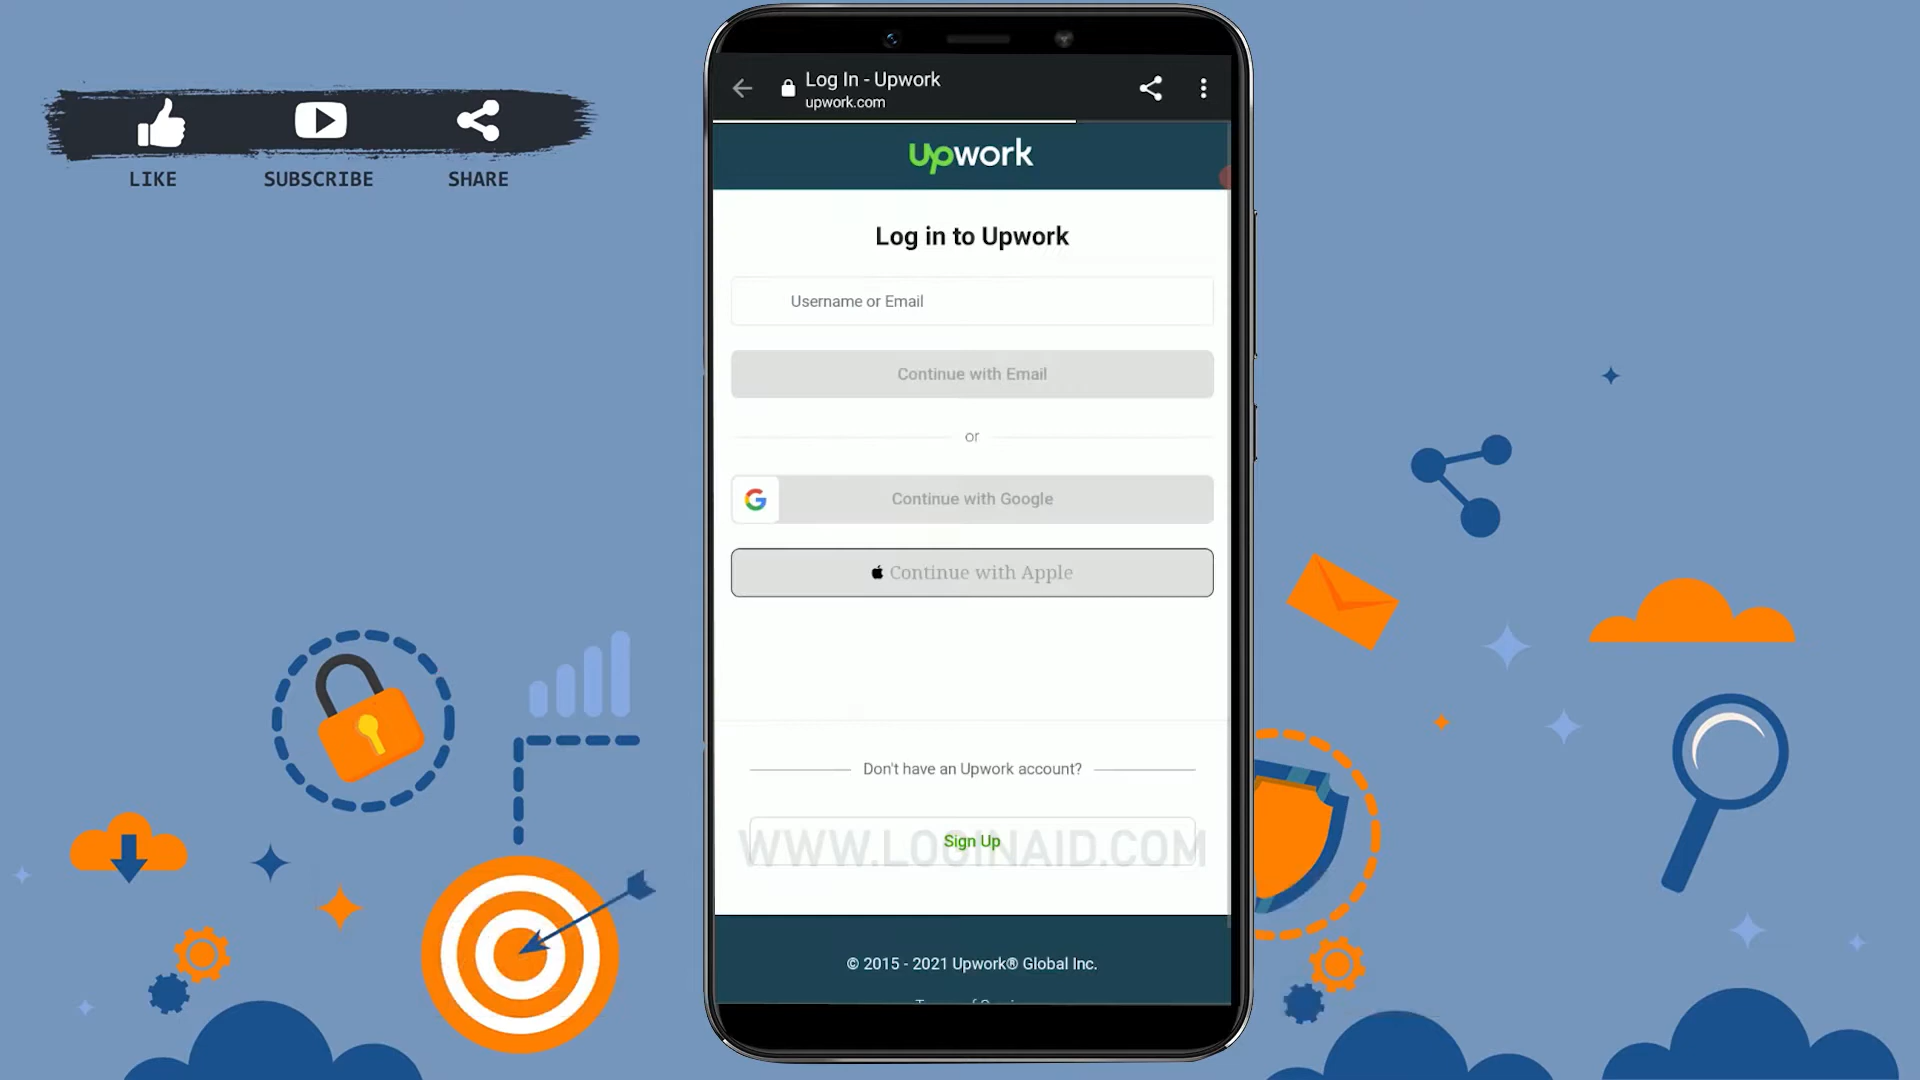 LIKE
SUBSCRIBE
SHARE
Log In - Upwork
upwork.com
Upwork
Log in to Upwork
Username or Email
Continue with Email
or
Continue with Google
Continue with Apple
Don't have an Upwork account?
Sign Up
WWW.LOGINAID.COM
© 2015 - 2021 Upwork® Global Inc.